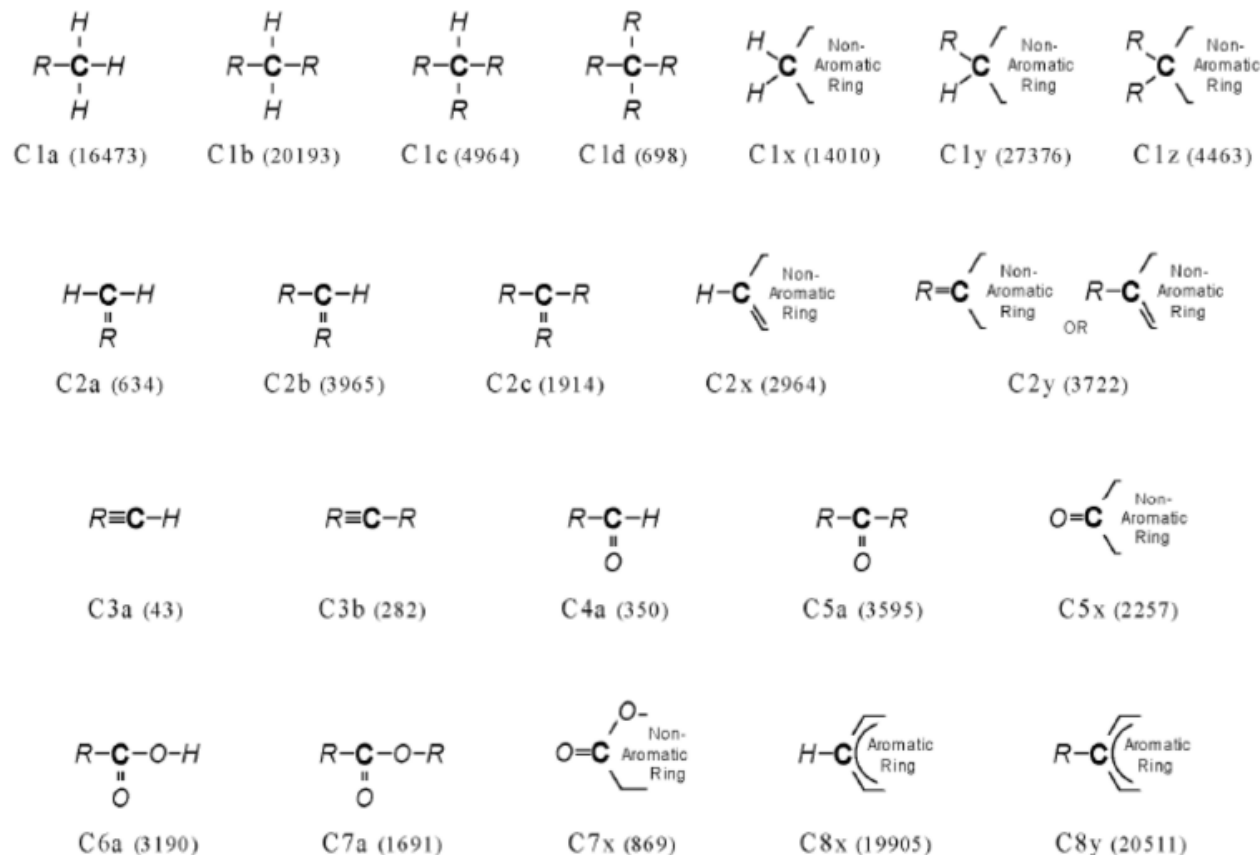 H H H R H Non- R Non- R Non-
R–C–H R–C–R R–C–R R–C–R C Aromatic C Aromatic C Aromatic
H H R R H Ring H Ring R Ring
C1a (16473) C1b (20193) C1c (4964) C1d (698) C1x (14010) C1y (27376) C1z (4463)
Non- Non- Non-
H–C–H R–C–H R–C–R H–C Aromatic R=C Aromatic R–C Aromatic
R R R Ring Ring OR Ring
C2a (634) C2b (3965) C2c (1914) C2x (2964) C2y (3722)
Non-
R≡C–H R≡C–R R–C–H R–C–R O=C Aromatic
O O Ring
C3a (43) C3b (282) C4a (350) C5a (3595) C5x (2257)
O– Non-
R–C–O–H R–C–O–R O=C Aromatic H–C Aromatic R–C Aromatic
O O Ring Ring Ring
C6a (3190) C7a (1691) C7x (869) C8x (19905) C8y (20511)